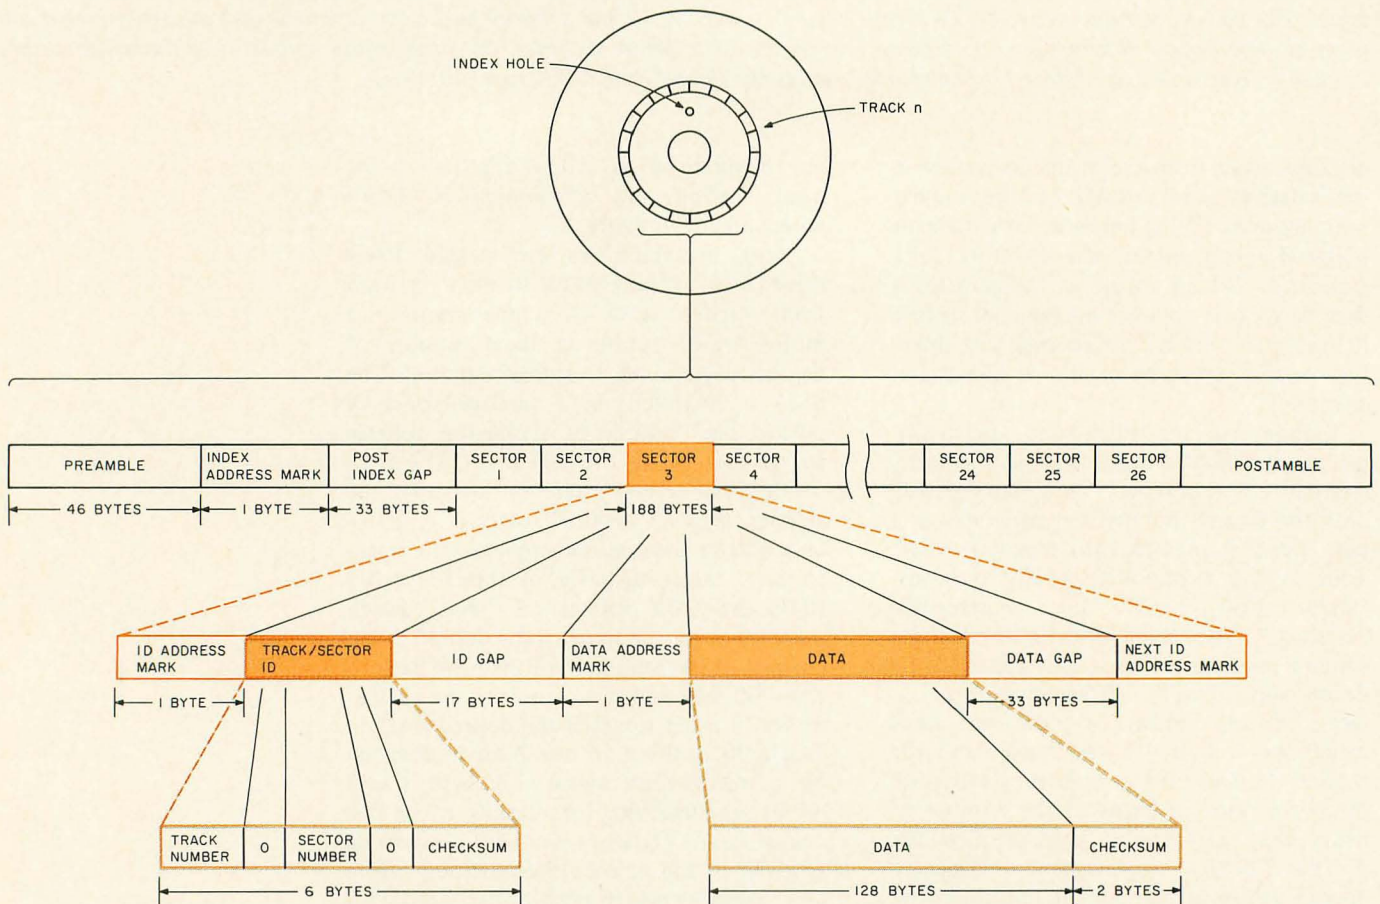 INDEX HOLE
TRACK n
PREAMBLE
INDEX
ADDRESS MARK
POST
INDEX GAP
SECTOR
1
SECTOR
2
SECTOR
3
SECTOR
4
SECTOR
24
SECTOR
25
SECTOR
26
POSTAMBLE
46 BYTES
1 BYTE
33 BYTES
188 BYTES
ID ADDRESS
MARK
TRACK/SECTOR
ID
ID GAP
DATA ADDRESS
MARK
DATA
DATA GAP
NEXT ID
ADDRESS MARK
1 BYTE
17 BYTES
1 BYTE
33 BYTES
TRACK
NUMBER
0
SECTOR
NUMBER
0
CHECKSUM
DATA
CHECKSUM
6 BYTES
128 BYTES
2 BYTES